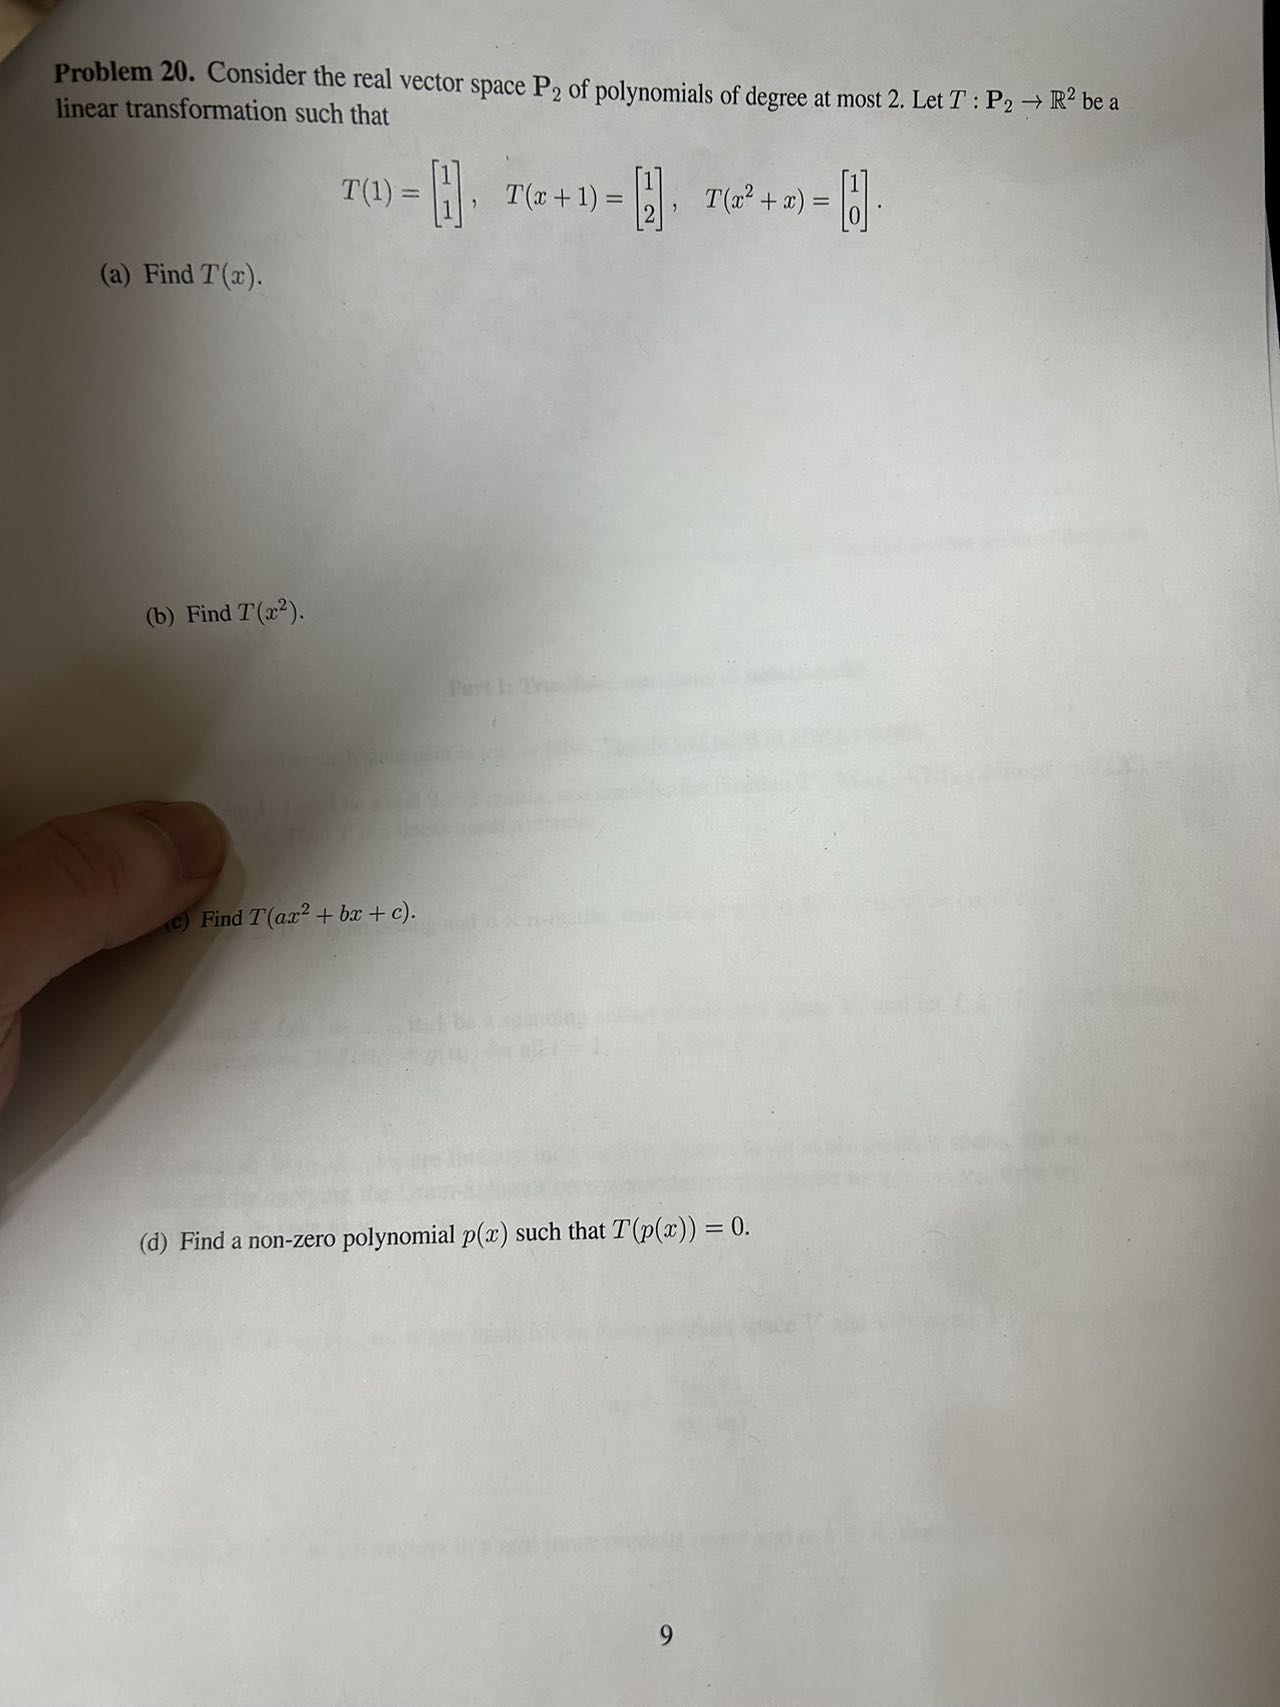 Problem 20. Consider the real vector space P₂ of polynomials of degree at most 2. Let T : P₂ → ℝ² be a
linear transformation such that
T(1) = [1 1], T(x + 1) = [1 2], T(x² + x) = [1 0].
(a) Find T(x).
(b) Find T(x²).
(c) Find T(ax² + bx + c).
(d) Find a non-zero polynomial p(x) such that T(p(x)) = 0.
9